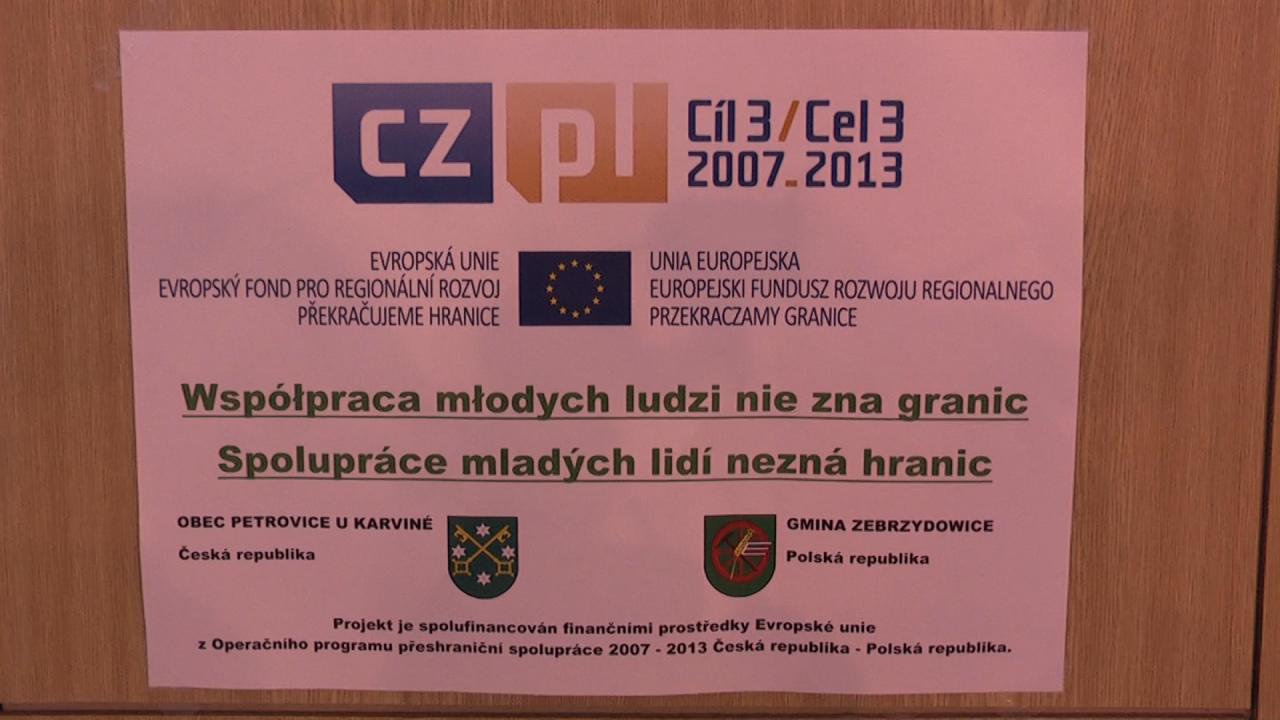 CZ pl Cíl 3 / Cel 3
2007-2013
EVROPSKÁ UNIE
EVROPSKÝ FOND PRO REGIONÁLNÍ ROZVOJ
PŘEKRAČUJEME HRANICE
UNIA EUROPEJSKA
EUROPEJSKI FUNDUSZ ROZWOJU REGIONALNEGO
PRZEKRACZAMY GRANICE
Współpraca młodych ludzi nie zna granic
Spolupráce mladých lidí nezná hranic
OBEC PETROVICE U KARVINÉ
Česká republika
GMINA ZEBRZYDOWICE
Polská republika
Projekt je spolufinancován finančními prostředky Evropské unie
z Operačního programu přeshraniční spolupráce 2007 - 2013 Česká republika - Polská republika.